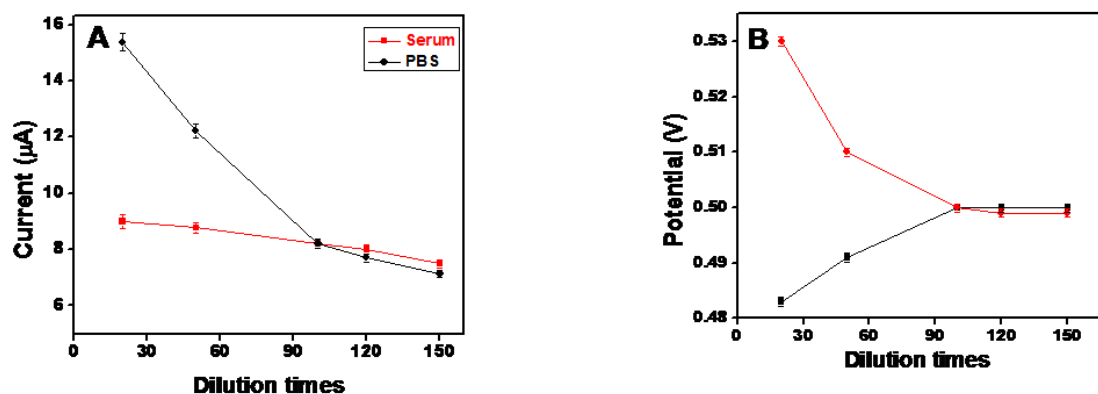 A
Serum
PBS
16
14
12
10
8
6
Current (μA)
0 30 60 90 120 150
Dilution times
B
0.53
0.52
0.51
0.50
0.49
0.48
Potential (V)
0 30 60 90 120 150
Dilution times